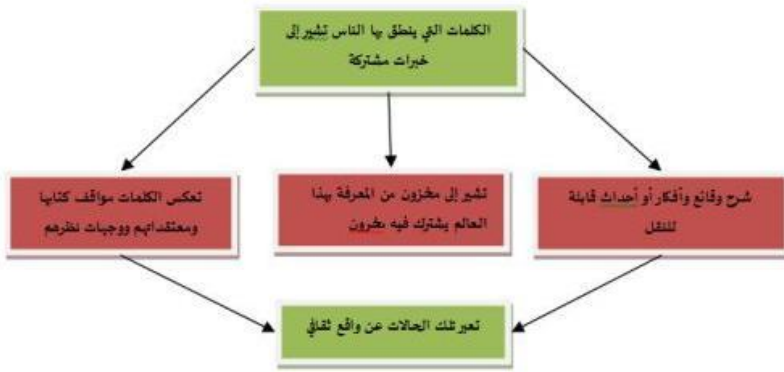 الكلمات التي ينطق بها الناس تشير إلى
خبرات مشتركة
شرح وقائع وأفكار أو أحداث قابلة
للنقل
تشير إلى مخزون من المعرفة بهذا
العالم يشترك فيه مخرون
تعكس الكلمات مواقف كتابها
ومعتقداتهم ووجهات نظرهم
تعبر تلك الحالات عن واقع ثقافي